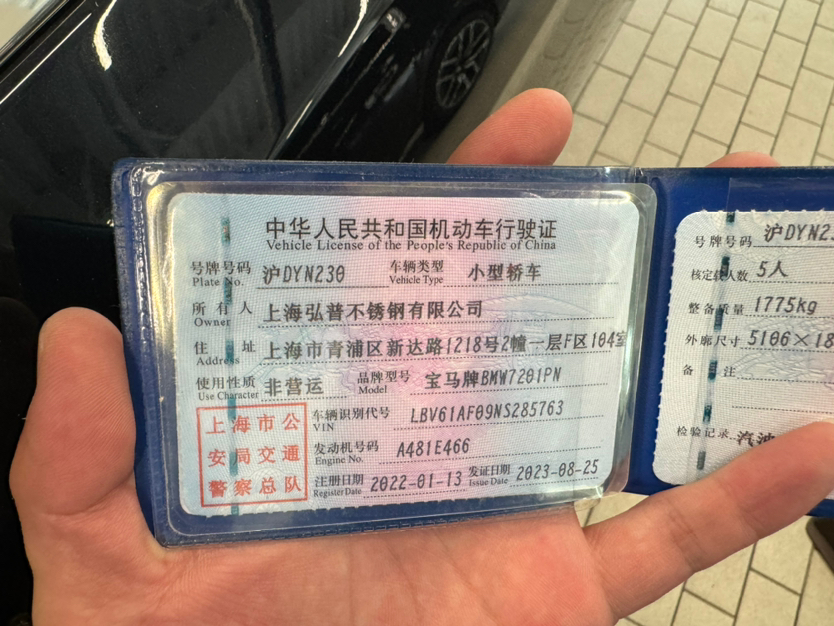 中华人民共和国机动车行驶证
Vehicle License of the People's Republic of China
号牌号码 沪DYN230 车辆类型 小型轿车
Plate No. Vehicle Type
所有人 上海弘普不锈钢有限公司
Owner
住址 上海市青浦区新达路1218号2幢一层F区104室
Address
使用性质 非营运 品牌型号 宝马牌BMW7201PN
Use Character Model
上海市公
安局交通
警察总队
车辆识别代号 LBV61AF09NS285763
VIN
发动机号码 A481E466
Engine No.
注册日期 2022-01-13 发证日期 2023-08-25
Register Date Issue Date
号牌号码 沪DYN23
核定载人数 5人
整备质量 1775kg
外廓尺寸 5106×18
备注
检验记录 汽油